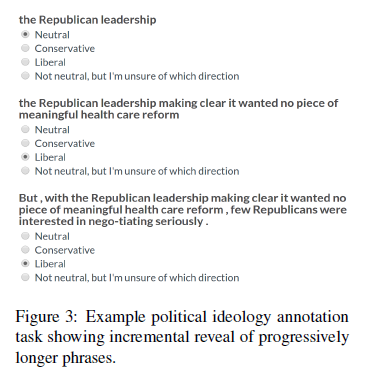 the Republican leadership
Neutral
Conservative
Liberal
Not neutral, but I'm unsure of which direction
the Republican leadership making clear it wanted no piece of
meaningful health care reform
Neutral
Conservative
Liberal
Not neutral, but I'm unsure of which direction
But , with the Republican leadership making clear it wanted no
piece of meaningful health care reform , few Republicans were
interested in nego-tiating seriously .
Neutral
Conservative
Liberal
Not neutral, but I'm unsure of which direction
Figure 3: Example political ideology annotation
task showing incremental reveal of progressively
longer phrases.